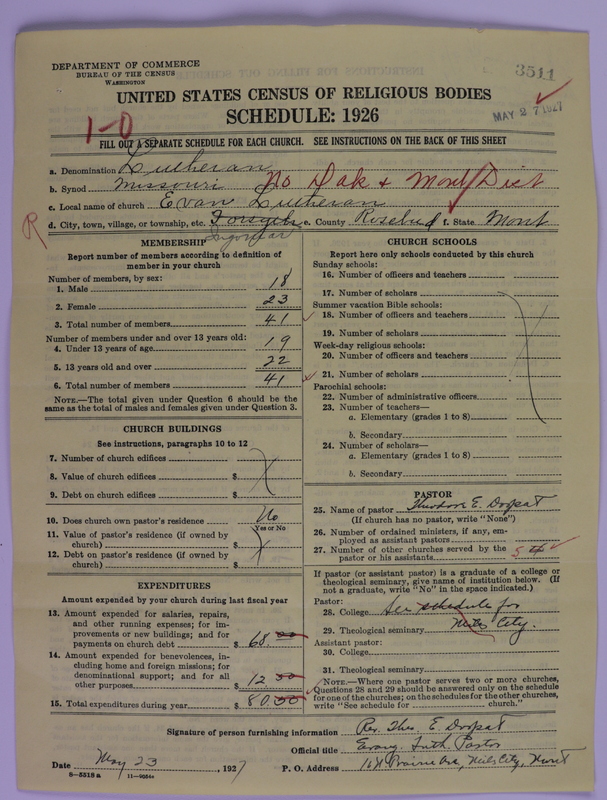 DEPARTMENT OF COMMERCE
BUREAU OF THE CENSUS
WASHINGTON
3511
UNITED STATES CENSUS OF RELIGIOUS BODIES
SCHEDULE: 1926
MAY 27 1927
1-0
FILL OUT A SEPARATE SCHEDULE FOR EACH CHURCH. SEE INSTRUCTIONS ON THE BACK OF THIS SHEET
a. Denomination Lutheran
b. Synod Missouri No Dak & Mont Dist
c. Local name of church Evan Lutheran
R d. City, town, village, or township, etc. Forsyth e. County Rosebud f. State Mont
MEMBERSHIP
Report number of members according to definition of member in your church
Number of members, by sex:
1. Male 18
2. Female 23
3. Total number of members 41
Number of members under and over 13 years old:
4. Under 13 years of age 19
5. 13 years old and over 22
6. Total number of members 41
NOTE.—The total given under Question 6 should be
same as the total of males and females given under Question 3.
CHURCH BUILDINGS
See instructions, paragraphs 10 to 12
7. Number of church edifices
8. Value of church edifices $
9. Debt on church edifices $
10. Does church own pastor's residence No
Yes or No
11. Value of pastor's residence (if owned by
church) $
12. Debt on pastor's residence (if owned by
church) $
EXPENDITURES
Amount expended by your church during last fiscal year
13. Amount expended for salaries, repairs,
and other running expenses; for im-
provements or new buildings; and for
payments on church debt $ 68.00
14. Amount expended for benevolences, in-
cluding home and foreign missions; for
denominational support; and for all
other purposes $ 12 00
15. Total expenditures during year $ 80 00
CHURCH SCHOOLS
Report here only schools conducted by this church
Sunday schools:
16. Number of officers and teachers
17. Number of scholars
Summer vacation Bible schools:
18. Number of officers and teachers
19. Number of scholars
Week-day religious schools:
20. Number of officers and teachers
21. Number of scholars
Parochial schools:
22. Number of administrative officers
23. Number of teachers—
a. Elementary (grades 1 to 8)
b. Secondary
24. Number of scholars—
a. Elementary (grades 1 to 8)
b. Secondary
PASTOR
25. Name of pastor Theodore E. Dorpat
(If church has no pastor, write "None")
26. Number of ordained ministers, if any, em-
ployed as assistant pastors
27. Number of other churches served by the
pastor or his assistants 5
If pastor (or assistant pastor) is a graduate of a college or
theological seminary, give name of institution below. (If
not a graduate, write "No" in the space indicated.)
Pastor:
28. College See schedule for
29. Theological seminary Miles City.
Assistant pastor:
30. College
31. Theological seminary
NOTE.—Where one pastor serves two or more churches,
Questions 28 and 29 should be answered only on the schedule
for one of the churches; on the schedules for the other churches,
write "See schedule for church."
Signature of person furnishing information Rev. Theo. E. Dorpat
Official title Evang. Luth. Pastor
Date May 23, 1927 P. O. Address Prairie Ave, Miles City, Mont
8—5518 a 11—9054